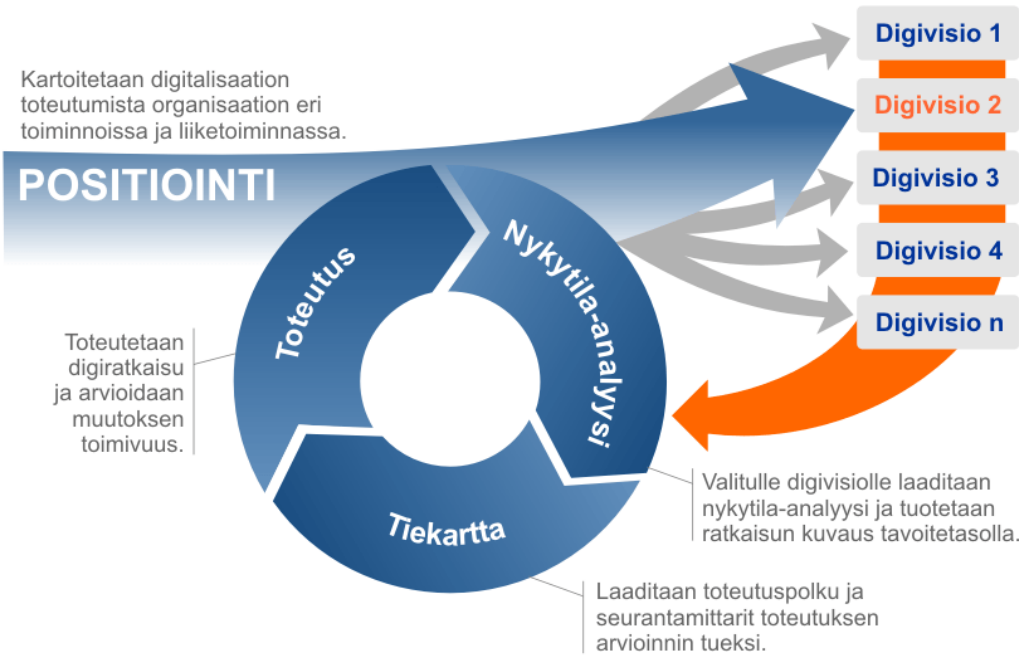 Kartoitetaan digitalisaation
toteutumista organisaation eri
toiminnoissa ja liiketoiminnassa.
POSITIOINTI
Digivisio 1
Digivisio 2
Digivisio 3
Digivisio 4
Digivisio n
Nykytila-analyysi
Valitulle digivisiolle laaditaan
nykytila-analyysi ja tuotetaan
ratkaisun kuvaus tavoitetasolla.
Tiekartta
Laaditaan toteutuspolku ja
seurantamittarit toteutuksen
arvioinnin tueksi.
Toteutus
Toteutetaan
digiratkaisu
ja arvioidaan
muutoksen
toimivuus.